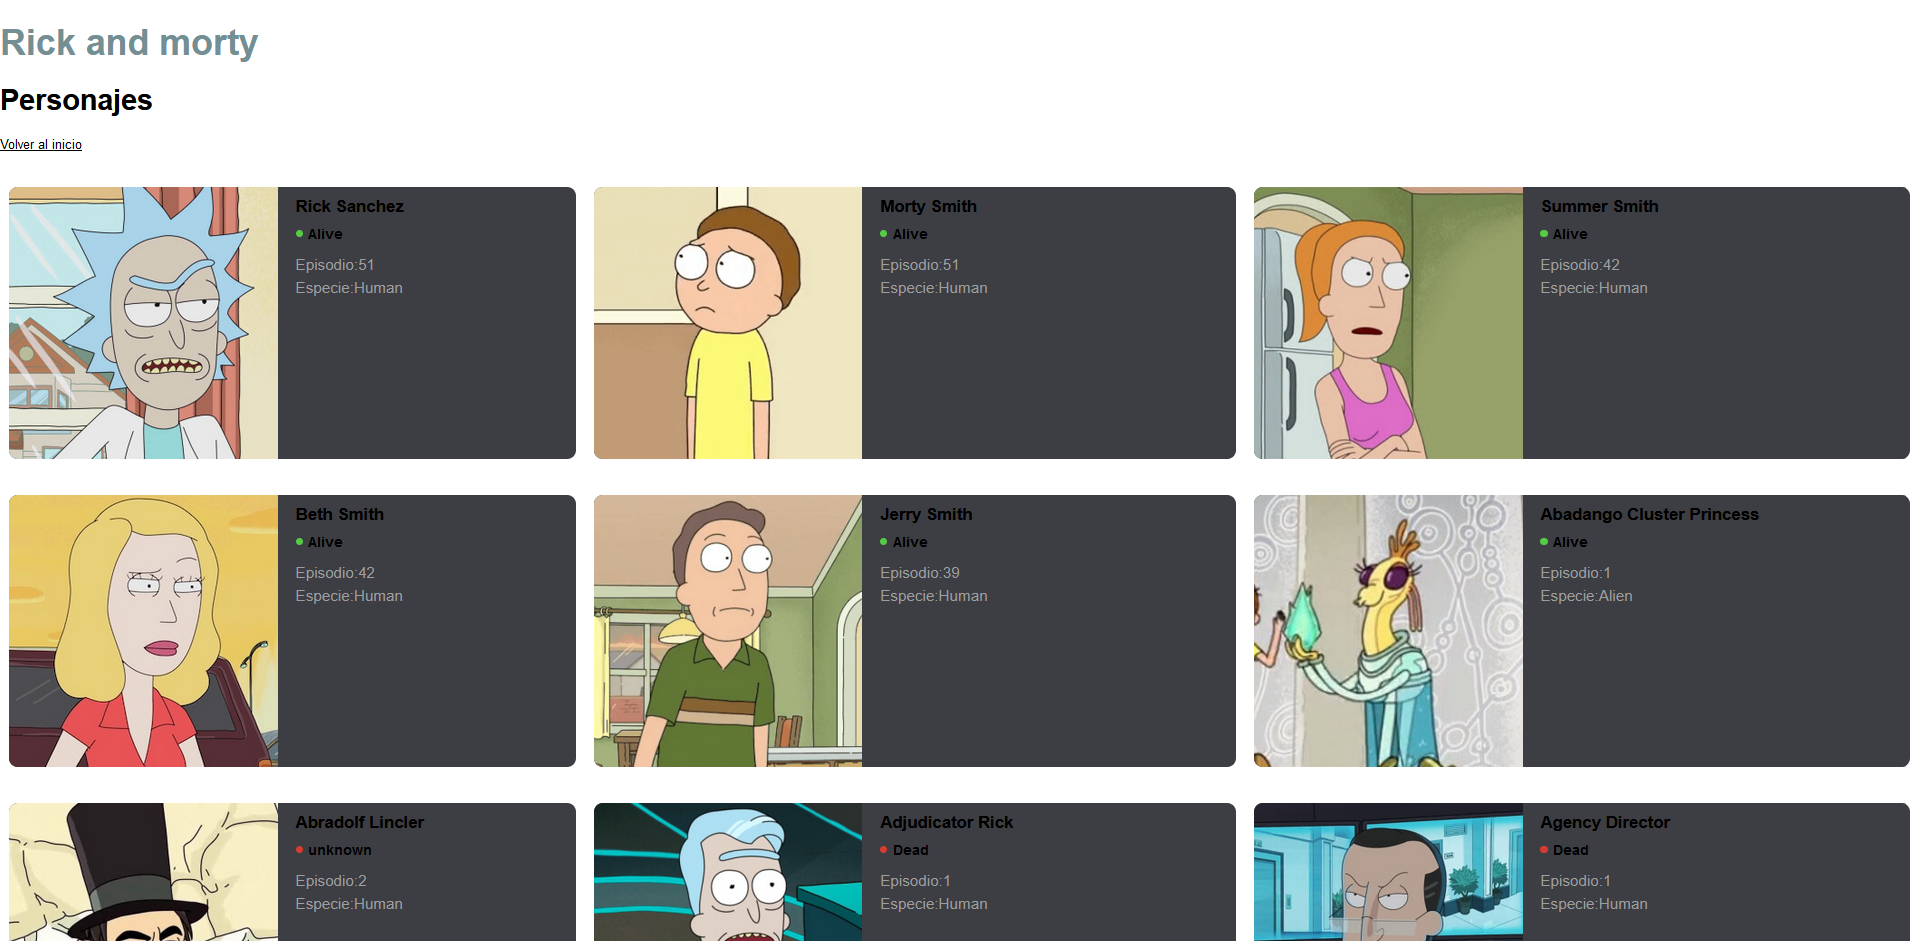 Rick and morty
Personajes
Volver al inicio
Rick Sanchez
Alive
Episodio:51
Especie:Human
Morty Smith
Alive
Episodio:51
Especie:Human
Summer Smith
Alive
Episodio:42
Especie:Human
Beth Smith
Alive
Episodio:42
Especie:Human
Jerry Smith
Alive
Episodio:39
Especie:Human
Abadango Cluster Princess
Alive
Episodio:1
Especie:Alien
Abradolf Lincler
unknown
Episodio:2
Especie:Human
Adjudicator Rick
Dead
Episodio:1
Especie:Human
Agency Director
Dead
Episodio:1
Especie:Human